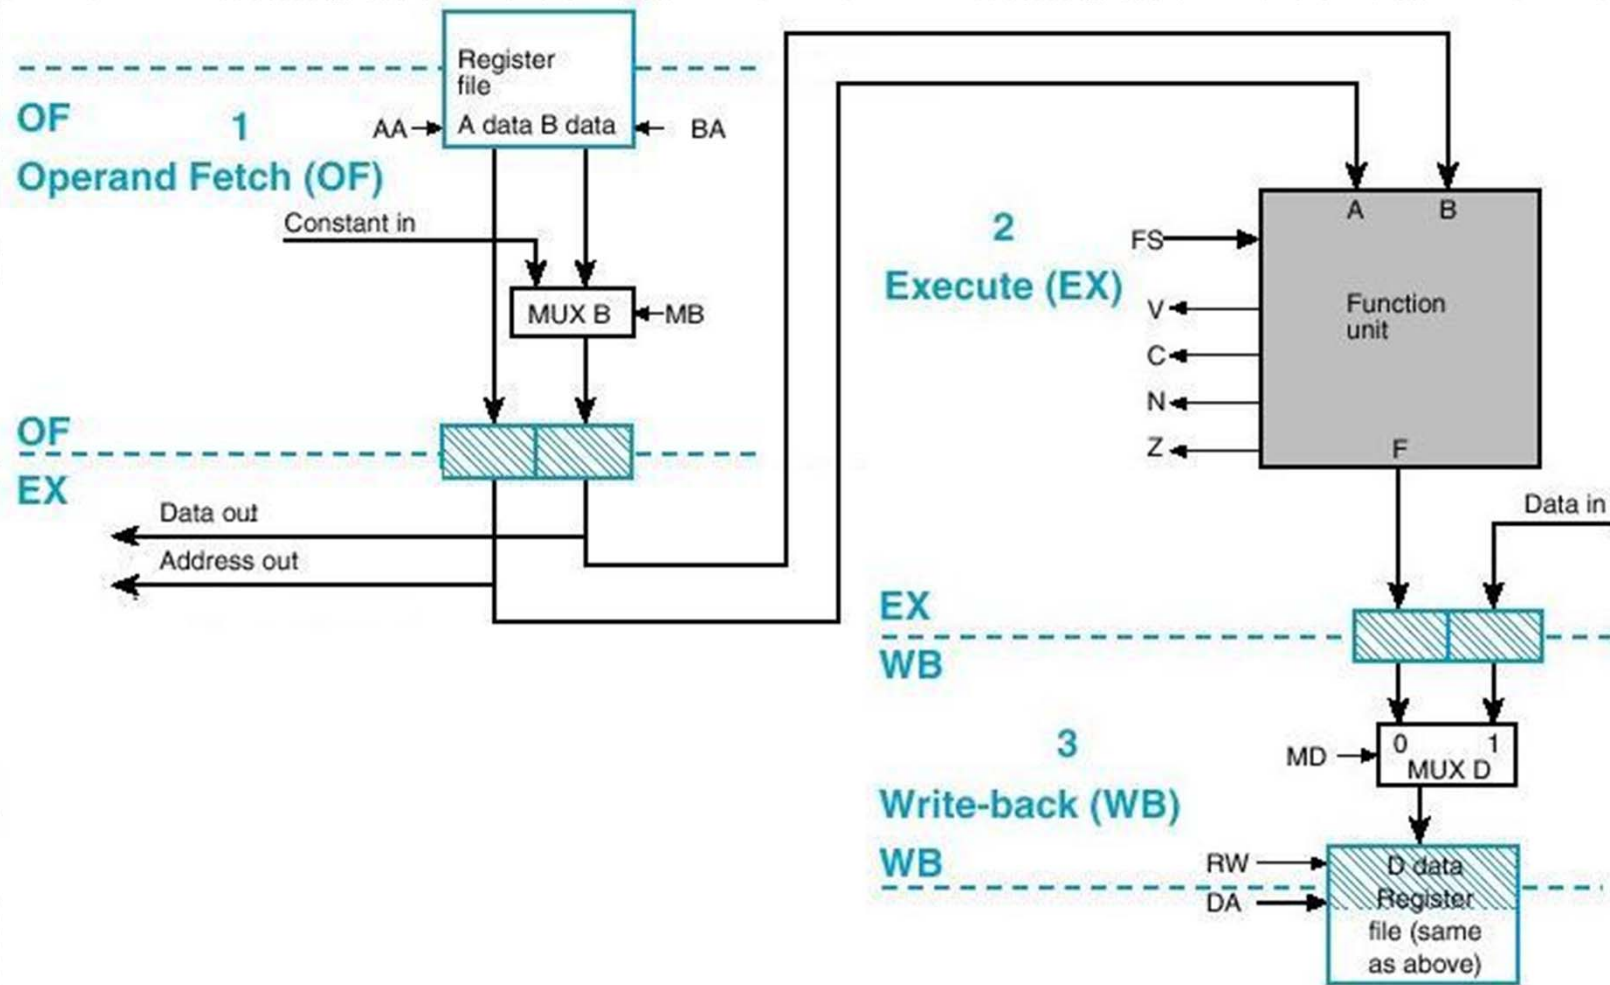 Register
file
OF
1
AA
A data B data
BA
Operand Fetch (OF)
Constant in
MUX B
MB
OF
EX
Data out
Address out
A
B
2
FS
Execute (EX)
V
Function
unit
C
N
Z
F
Data in
EX
WB
3
MD
0
1
MUX D
Write-back (WB)
WB
RW
D data
DA
Register
file (same
as above)